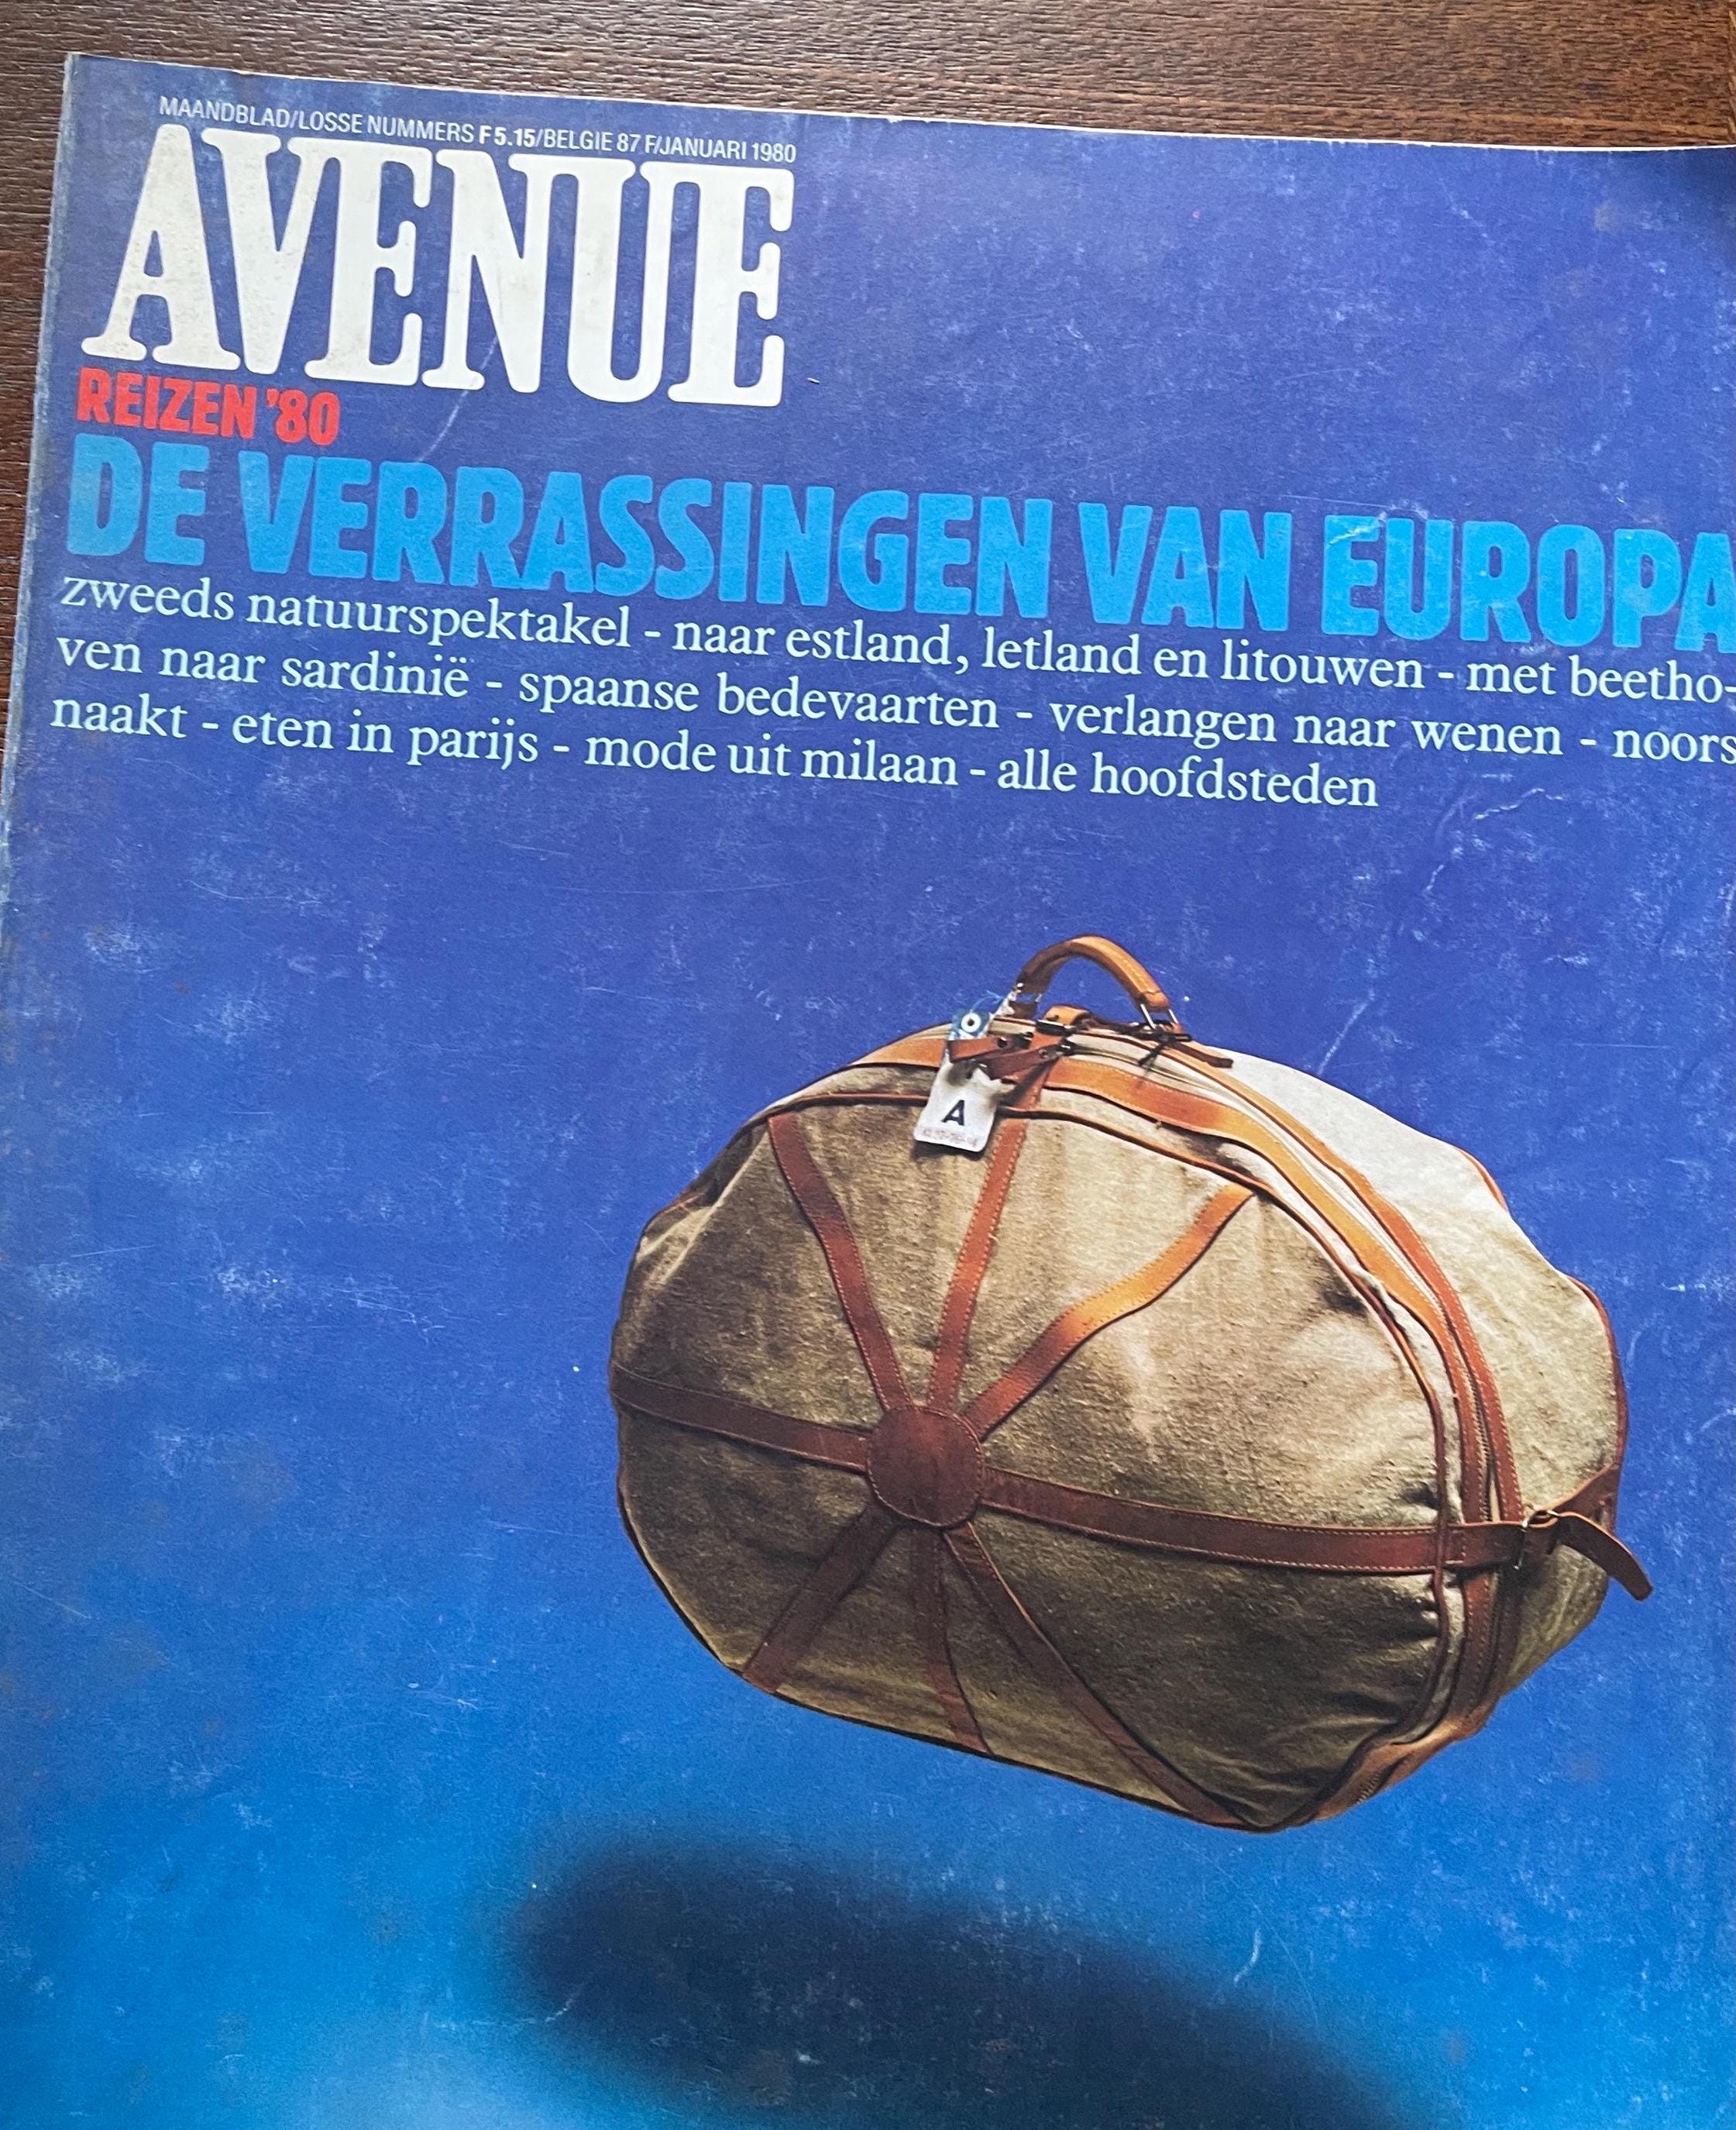 MAANDBLAD/LOSSE NUMMERS F 5.15/BELGIE 87 F/JANUARI 1980
AVENUE
REIZEN '80
DE VERRASSINGEN VAN EUROPA
zweeds natuurspektakel - naar estland, letland en litouwen - met beetho-
ven naar sardinië - spaanse bedevaarten - verlangen naar wenen - noors
naakt - eten in parijs - mode uit milaan - alle hoofdsteden
A